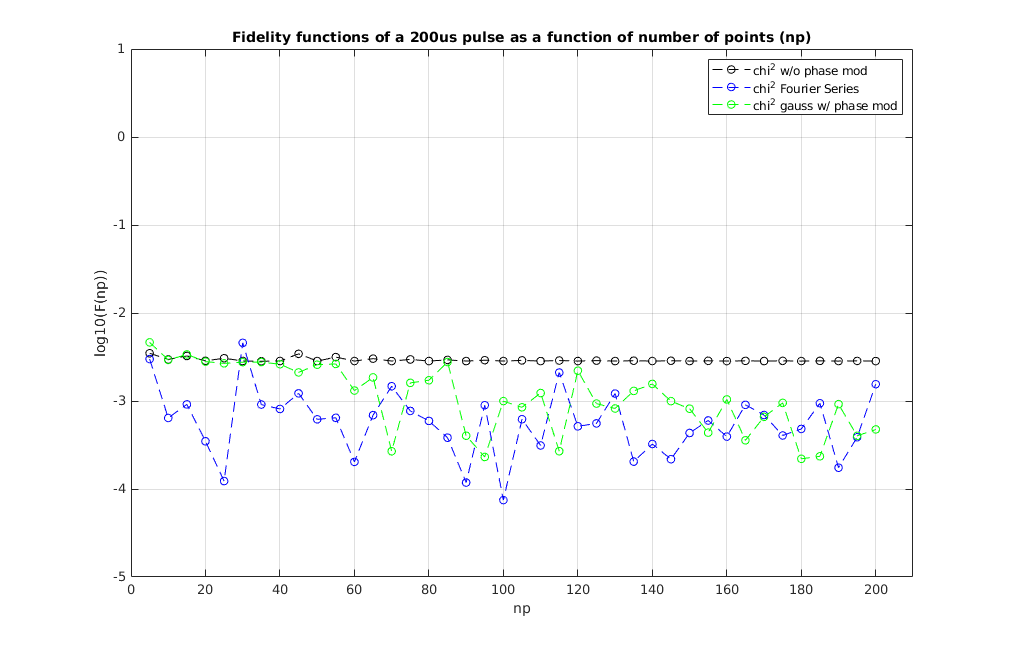 Fidelity functions of a 200us pulse as a function of number of points (np)
chi² w/o phase mod
chi² Fourier Series
chi² gauss w/ phase mod
log10(F(np))
1
0
-1
-2
-3
-4
-5
0 20 40 60 80 100 120 140 160 180 200
np